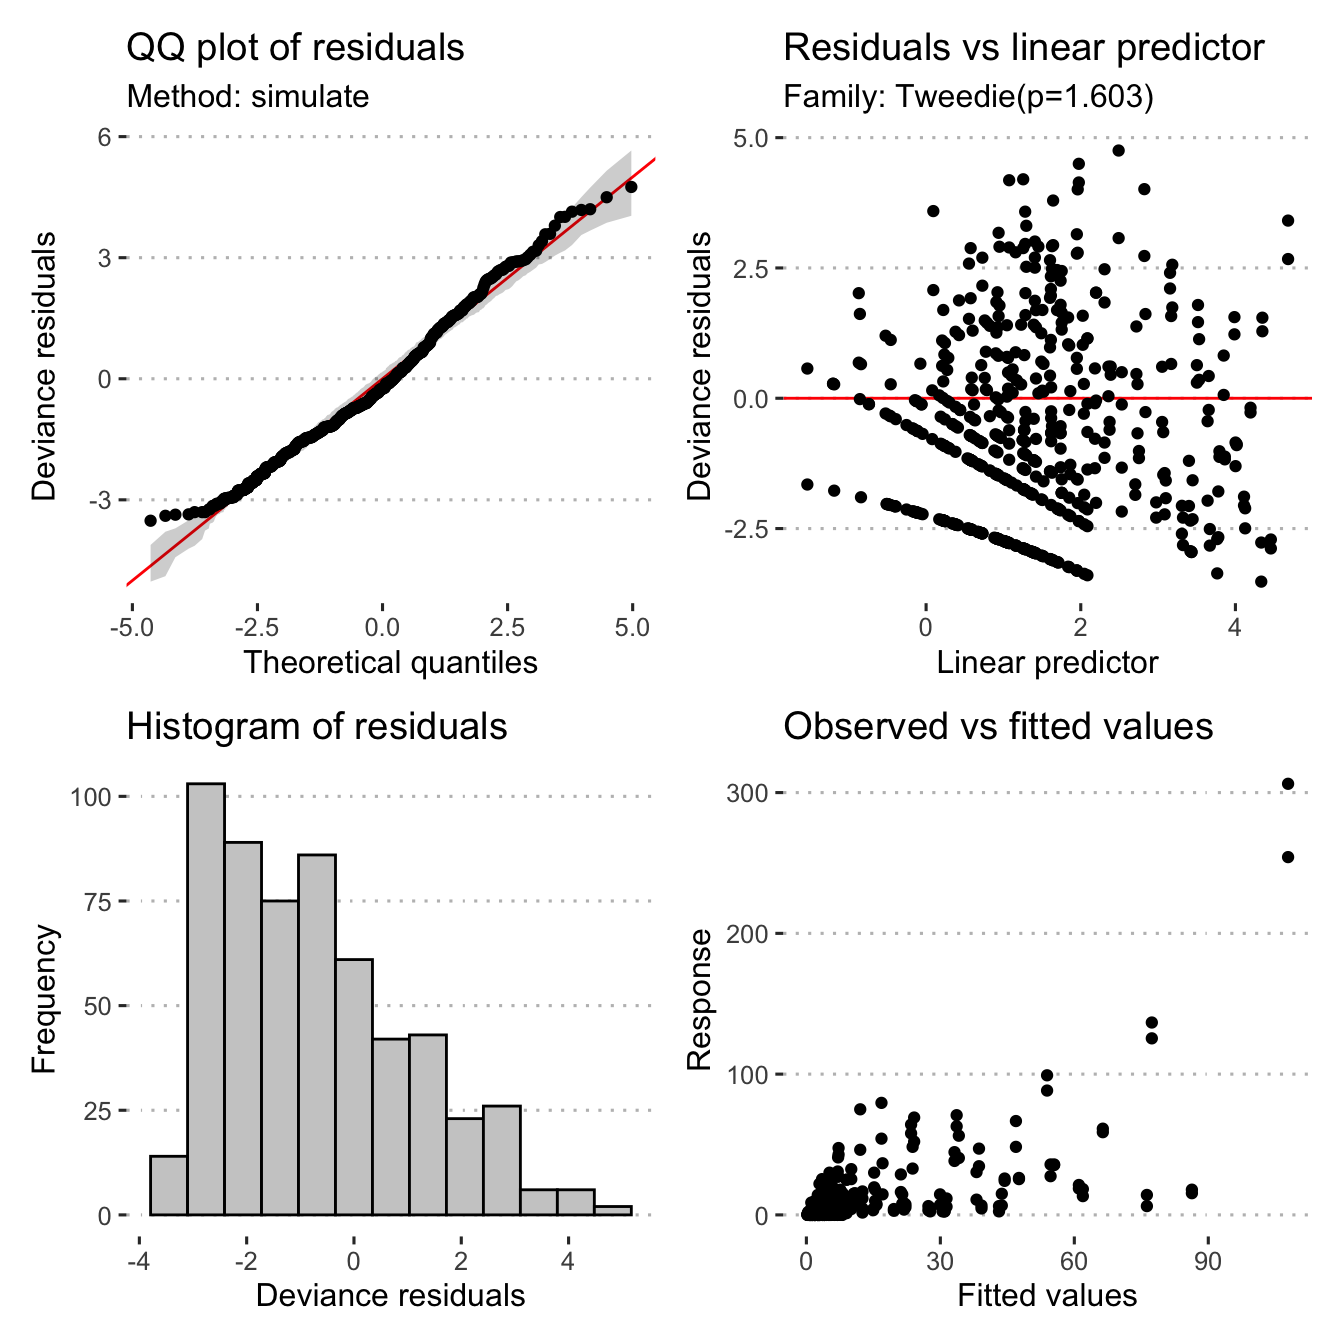 QQ plot of residuals
Method: simulate
6
3
0
-3
-5.0
-2.5
0.0
2.5
5.0
Theoretical quantiles
Deviance residuals
Residuals vs linear predictor
Family: Tweedie(p=1.603)
5.0
2.5
0.0
-2.5
0
2
4
Linear predictor
Deviance residuals
Histogram of residuals
100
75
50
25
0
-4
-2
0
2
4
Deviance residuals
Frequency
Observed vs fitted values
300
200
100
0
0
30
60
90
Fitted values
Response